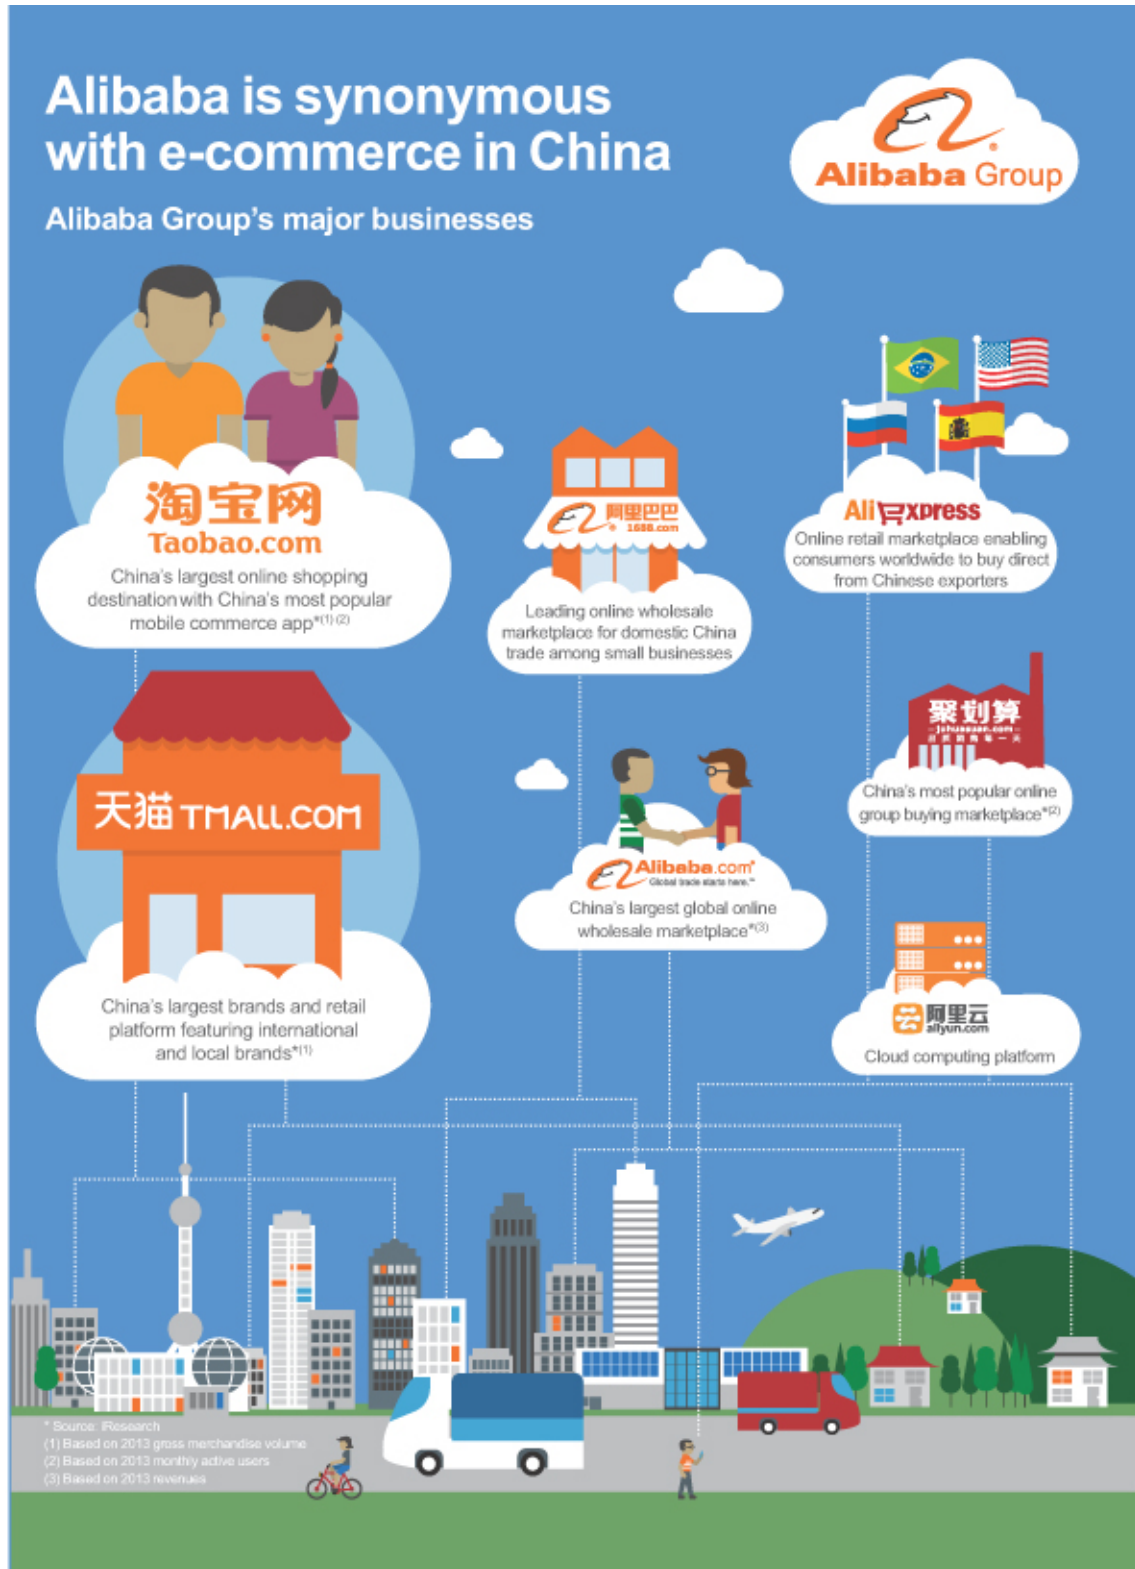 Alibaba is synonymous
with e-commerce in China
Alibaba Group's major businesses
Alibaba Group
淘宝网
Taobao.com
China's largest online shopping
destination with China's most popular
mobile commerce app*(1) (2)
阿里巴巴
1688.com
Leading online wholesale
marketplace for domestic China
trade among small businesses
AliExpress
Online retail marketplace enabling
consumers worldwide to buy direct
from Chinese exporters
天猫 TMALL.COM
China's largest brands and retail
platform featuring international
and local brands*(1)
Alibaba.com®
Global trade starts here.™
China's largest global online
wholesale marketplace*(3)
聚划算
juhuasuan.com
China's most popular online
group buying marketplace*(2)
阿里云
aliyun.com
Cloud computing platform
* Source: iResearch
(1) Based on 2013 gross merchandise volume
(2) Based on 2013 monthly active users
(3) Based on 2013 revenues